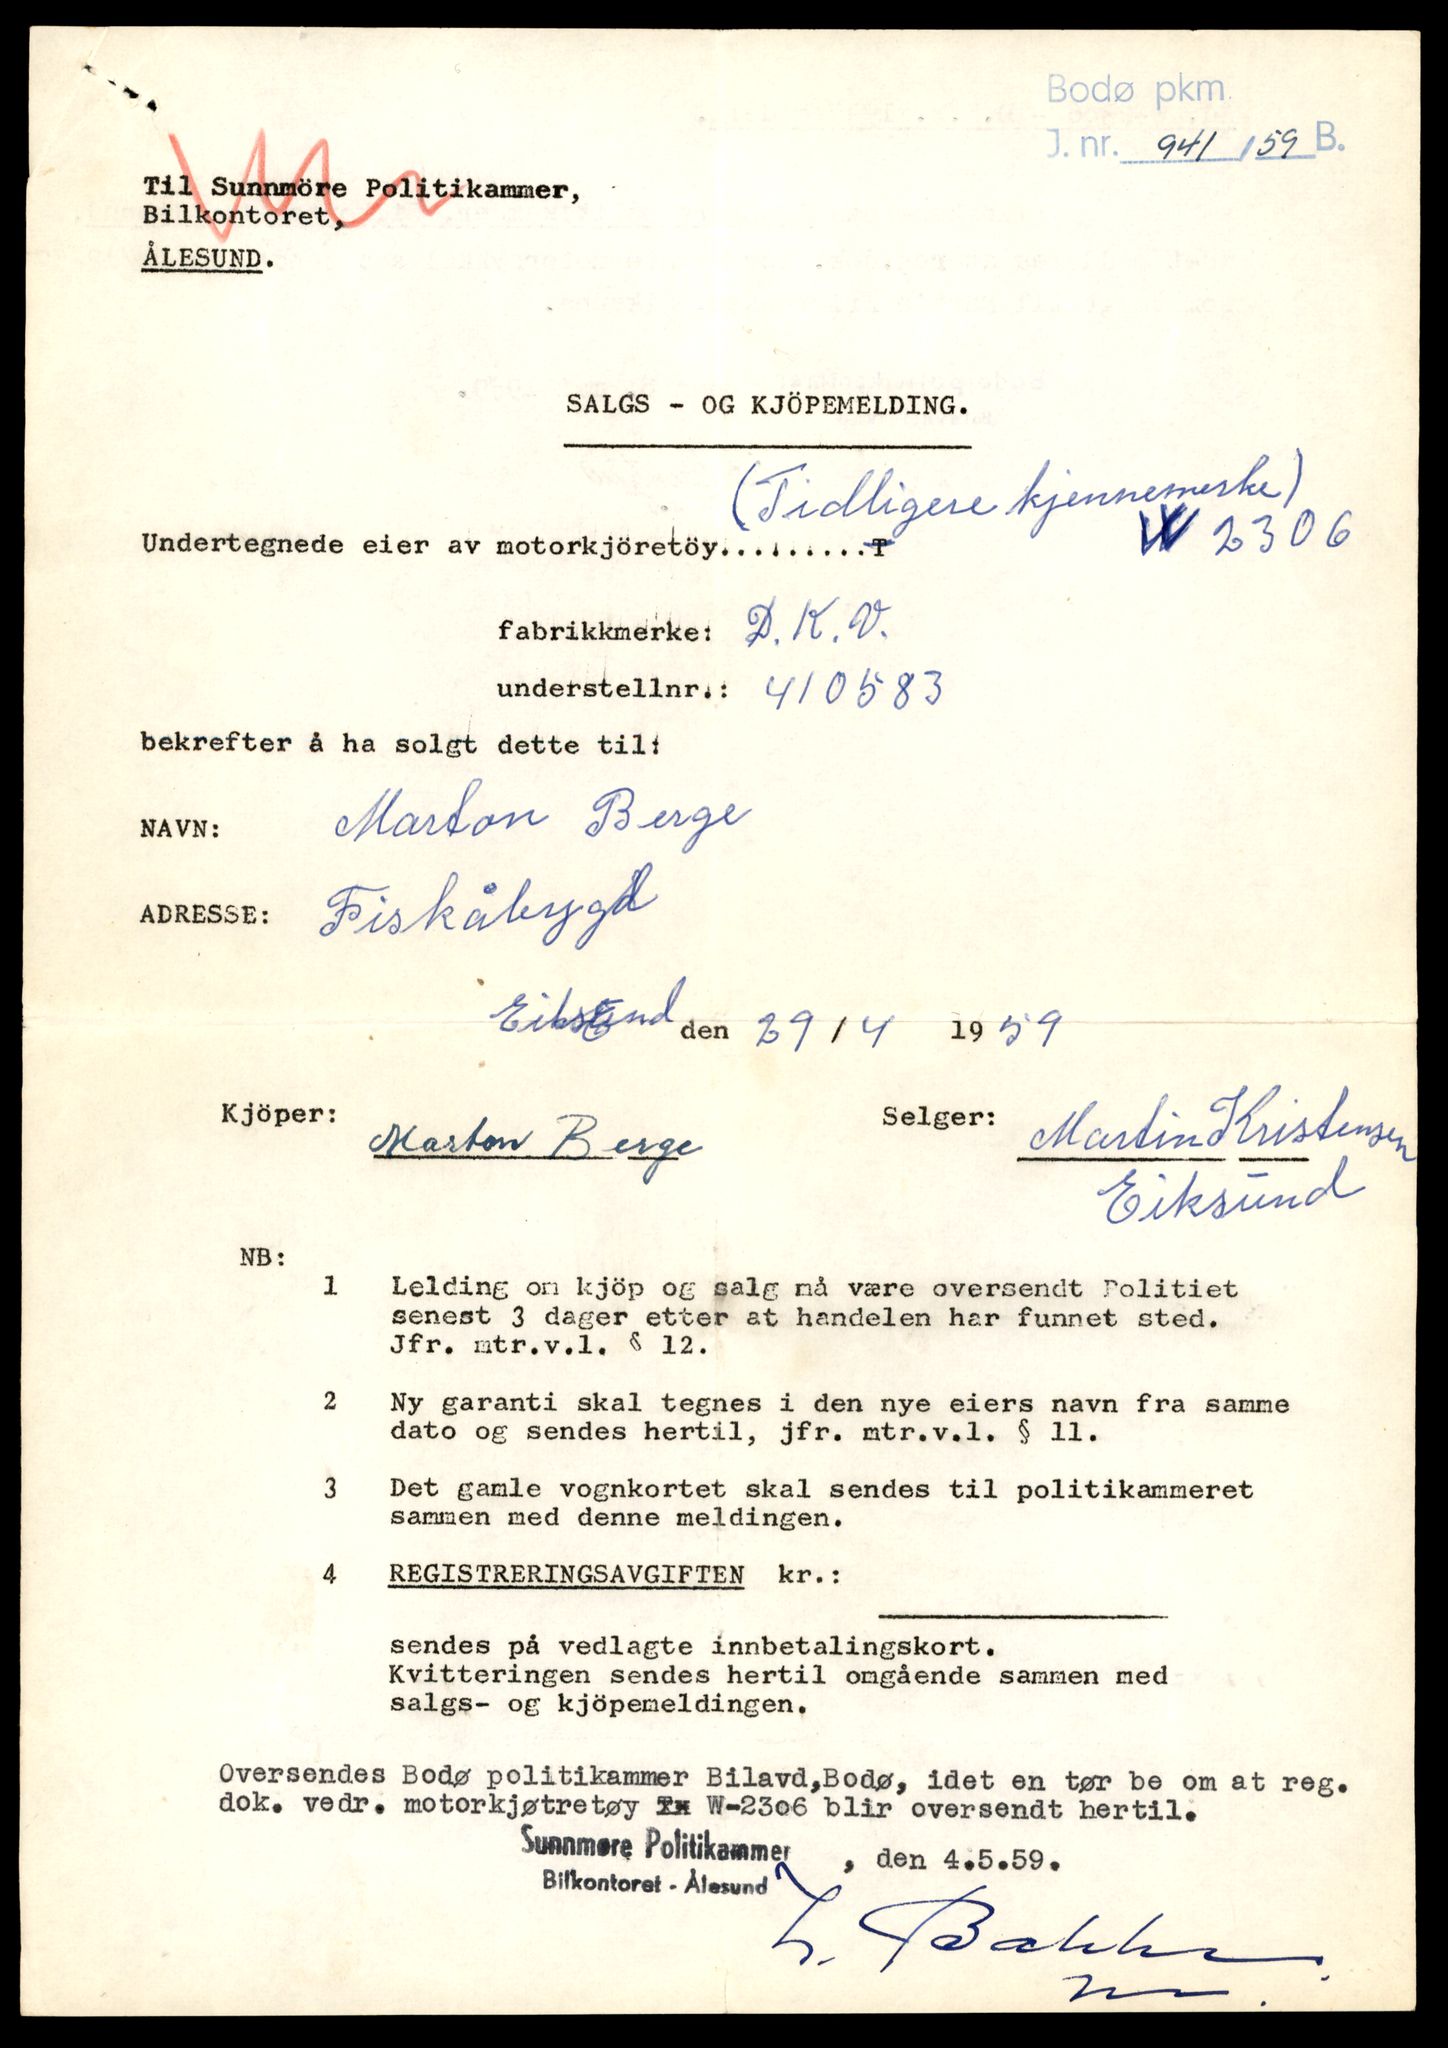 Bodø pkm.
J. nr. 941 / 59 B.
Til Sunnmöre Politikammer,
Bilkontoret,
ÅLESUND.
SALGS - OG KJÖPEMELDING.
(Tidligere kjennemerke)
Undertegnede eier av motorkjöretöy.........T W 2306
fabrikkmerke: D.K.V.
understellnr.: 410583
bekrefter å ha solgt dette til:
NAVN: Marton Berge
ADRESSE: Fiskåbygd
Eiksund den 29/4 1959
Kjöper: Marton Berge Selger: Martin Kristensen
Eiksund
NB:
1 Lelding om kjöp og salg må være oversendt Politiet
senest 3 dager etter at handelen har funnet sted.
Jfr. mtr.v.l. § 12.
2 Ny garanti skal tegnes i den nye eiers navn fra samme
dato og sendes hertil, jfr. mtr.v.l. § 11.
3 Det gamle vognkortet skal sendes til politikammeret
sammen med denne meldingen.
4 REGISTRERINGSAVGIFTEN kr.:
sendes på vedlagte innbetalingskort.
Kvitteringen sendes hertil omgående sammen med
salgs- og kjöpemeldingen.
Oversendes Bodø politikammer Bilavd,Bodø, idet en tør be om at reg.
dok. vedr. motorkjøtretøy W-2306 blir oversendt hertil.
Sunnmøre Politikammer , den 4.5.59.
Bilkontoret - Ålesund